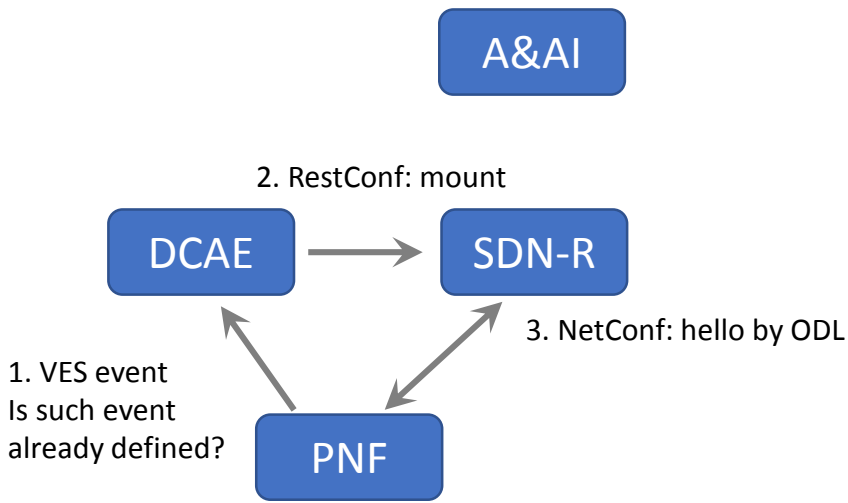 A&AI
2. RestConf: mount
DCAE
SDN-R
3. NetConf: hello by ODL
1. VES event
Is such event
already defined?
PNF